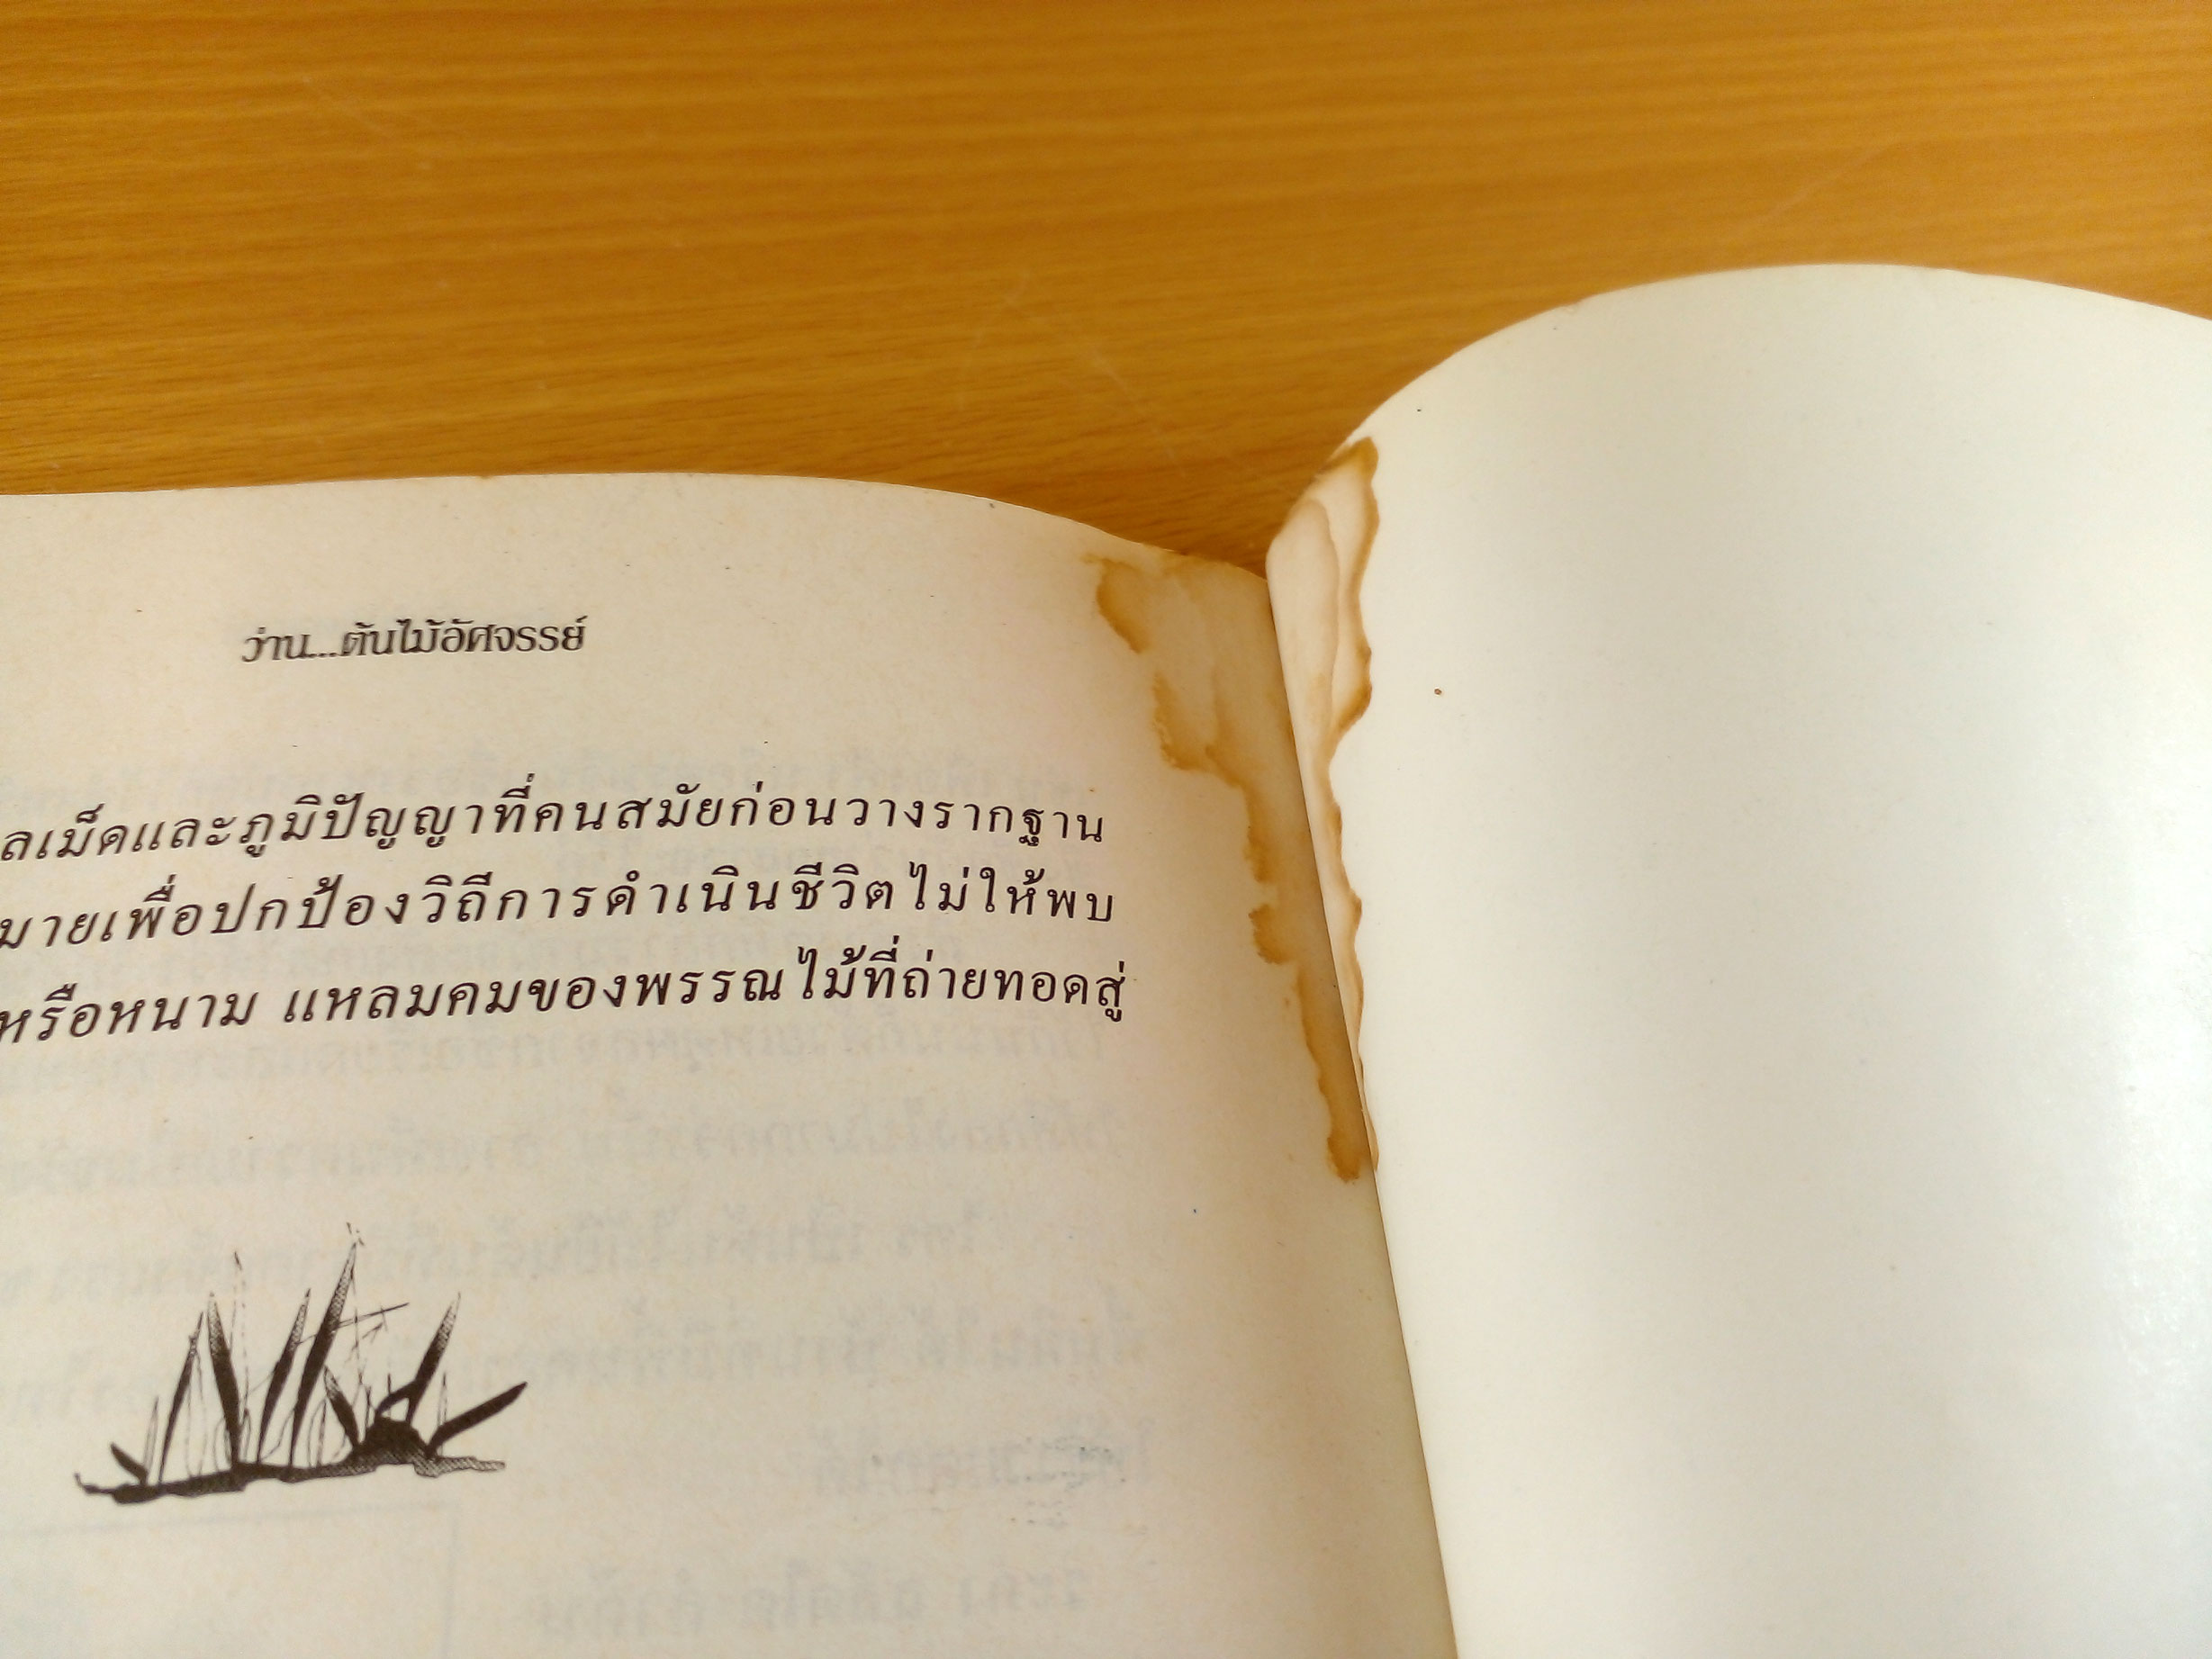 ว่าน...ต้นไม้อัศจรรย์
ลเม็ดและภูมิปัญญาที่คนสมัยก่อนวางรากฐาน
มายเพื่อปกป้องวิถีการดำเนินชีวิตไม่ให้พบ
หรือหนาม แหลมคมของพรรณไม้ที่ถ่ายทอดสู่